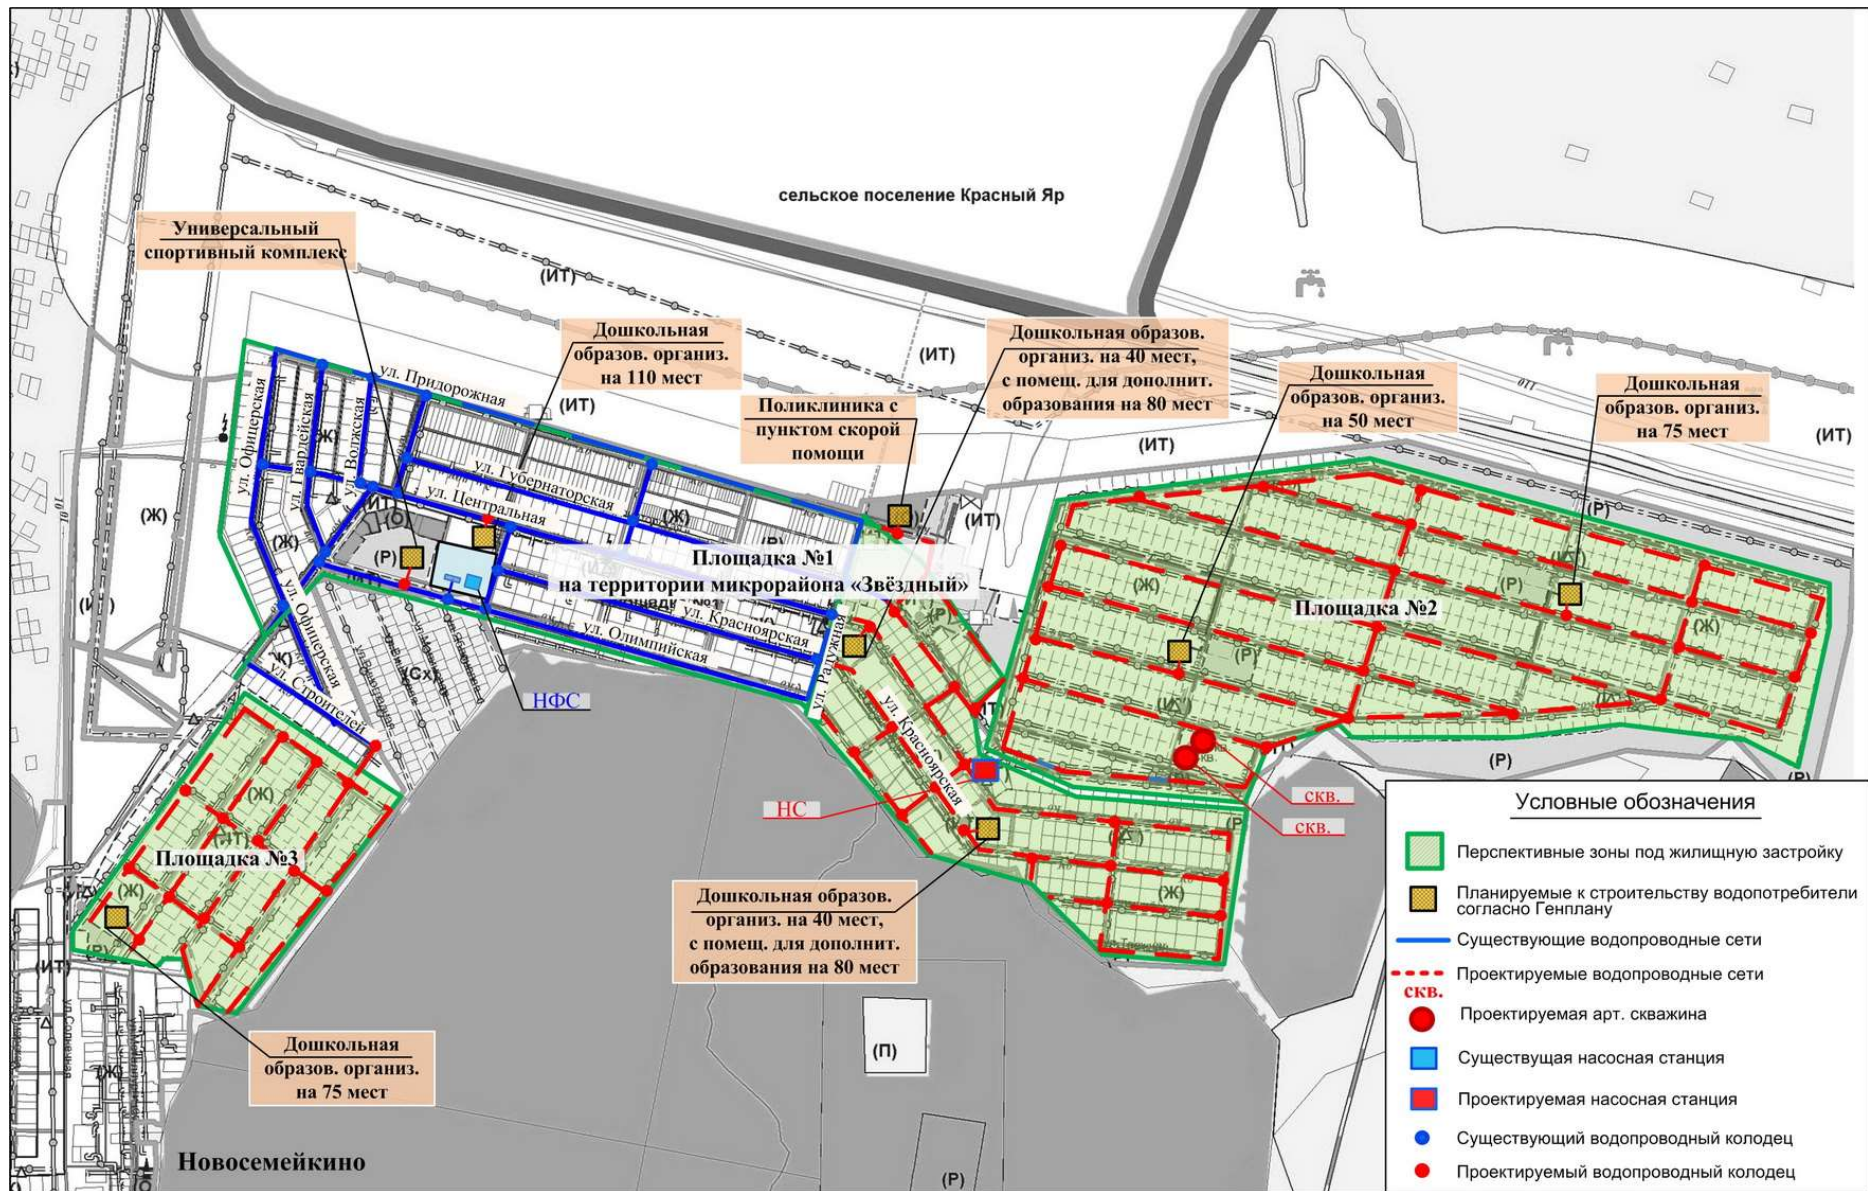 сельское поселение Красный Яр
Универсальный
спортивный комплекс
(ИТ)
Дошкольная
образов. организ.
на 110 мест
(ИТ)
Поликлиника с
пунктом скорой
помощи
(ИТ)
Дошкольная образов.
организ. на 40 мест,
с помещ. для дополнит.
образования на 80 мест
(ИТ)
Дошкольная
образов. организ.
на 50 мест
Дошкольная
образов. организ.
на 75 мест
(ИТ)
ул. Придорожная
ул. Офицерская
ул. Гвардейская
ул. Волжская
ул. Губернаторская
ул. Центральная
(Ж)
(Ж)
(Ж)
(Р)
(ИТ)
(Р)
Площадка №1
на территории микрорайона «Звёздный»
ул. Красноярская
ул. Олимпийская
ул. Радужная
ул. Офицерская
ул. Строителей
(Сх)
НФС
(Ж)
(Р)
Площадка №2
(Р)
(Ж)
ул. Красноярская
НС
скв.
скв.
(Р)
(Р)
(Ж)
Площадка №3
(Ж)
(Ж)
(Р)
(ИТ)
Дошкольная образов.
организ. на 40 мест,
с помещ. для дополнит.
образования на 80 мест
(Ж)
Дошкольная
образов. организ.
на 75 мест
ул. Солнечная
(Ж)
(П)
(Р)
Новосемейкино
Условные обозначения
Перспективные зоны под жилищную застройку
Планируемые к строительству водопотребители
согласно Генплану
Существующие водопроводные сети
Проектируемые водопроводные сети
скв.
Проектируемая арт. скважина
Существущая насосная станция
Проектируемая насосная станция
Существующий водопроводный колодец
Проектируемый водопроводный колодец